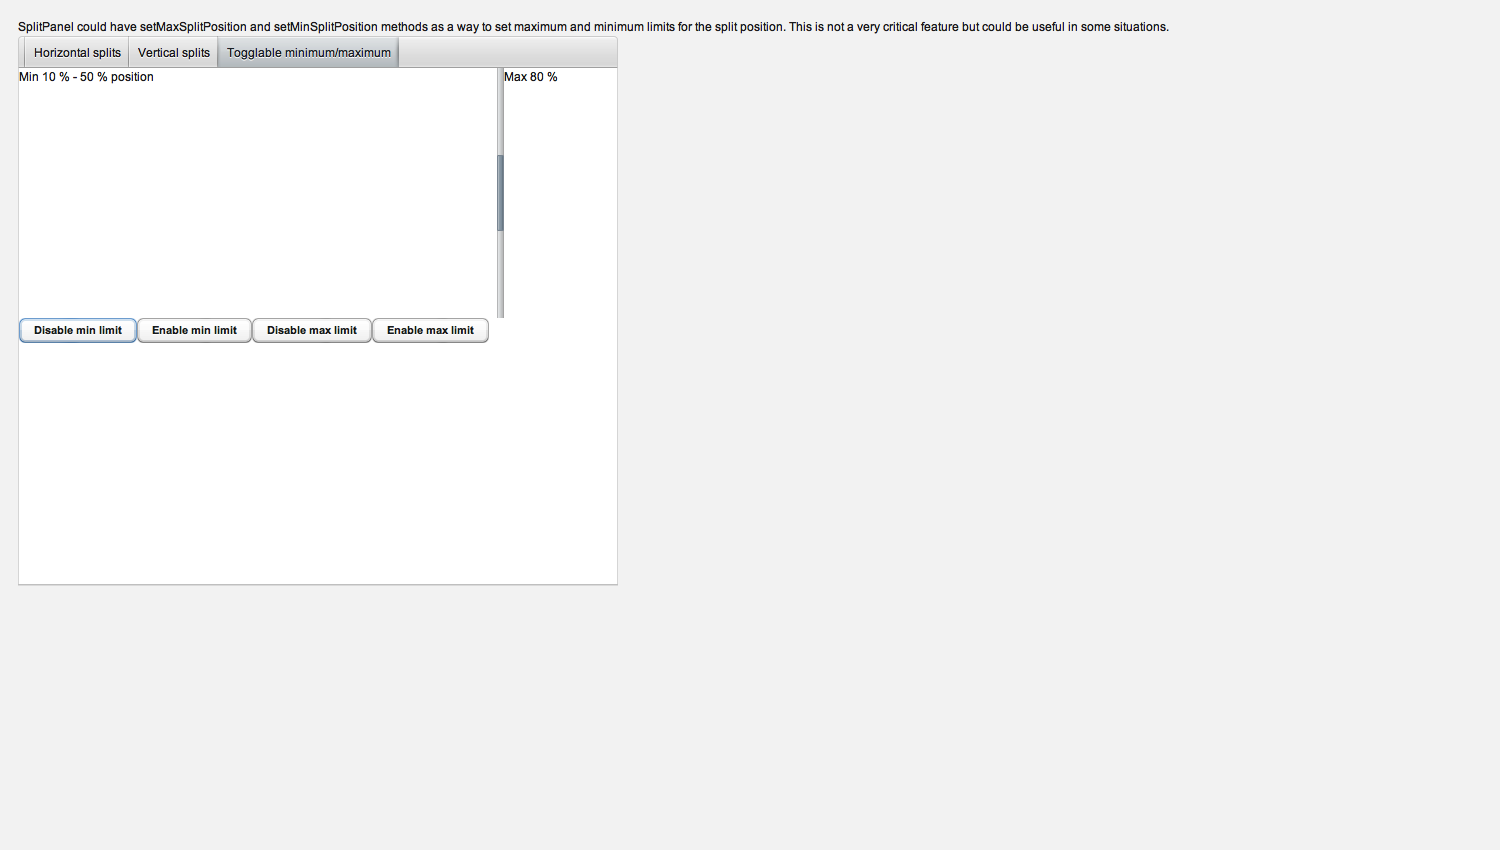 SplitPanel could have setMaxSplitPosition and setMinSplitPosition methods as a way to set maximum and minimum limits for the split position. This is not a very critical feature but could be useful in some situations.
Horizontal splits Vertical splits Togglable minimum/maximum
Min 10 % - 50 % position Max 80 %
Disable min limit Enable min limit Disable max limit Enable max limit